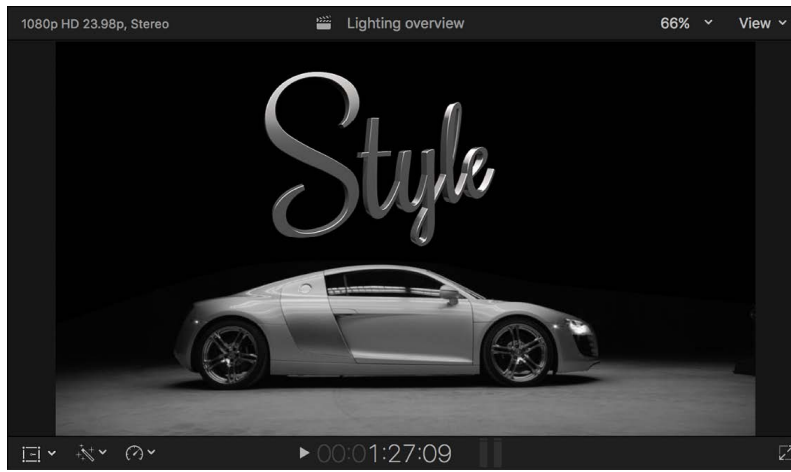 1080p HD 23.98p, Stereo
Lighting overview
66%
View
Style
00:01:27:09